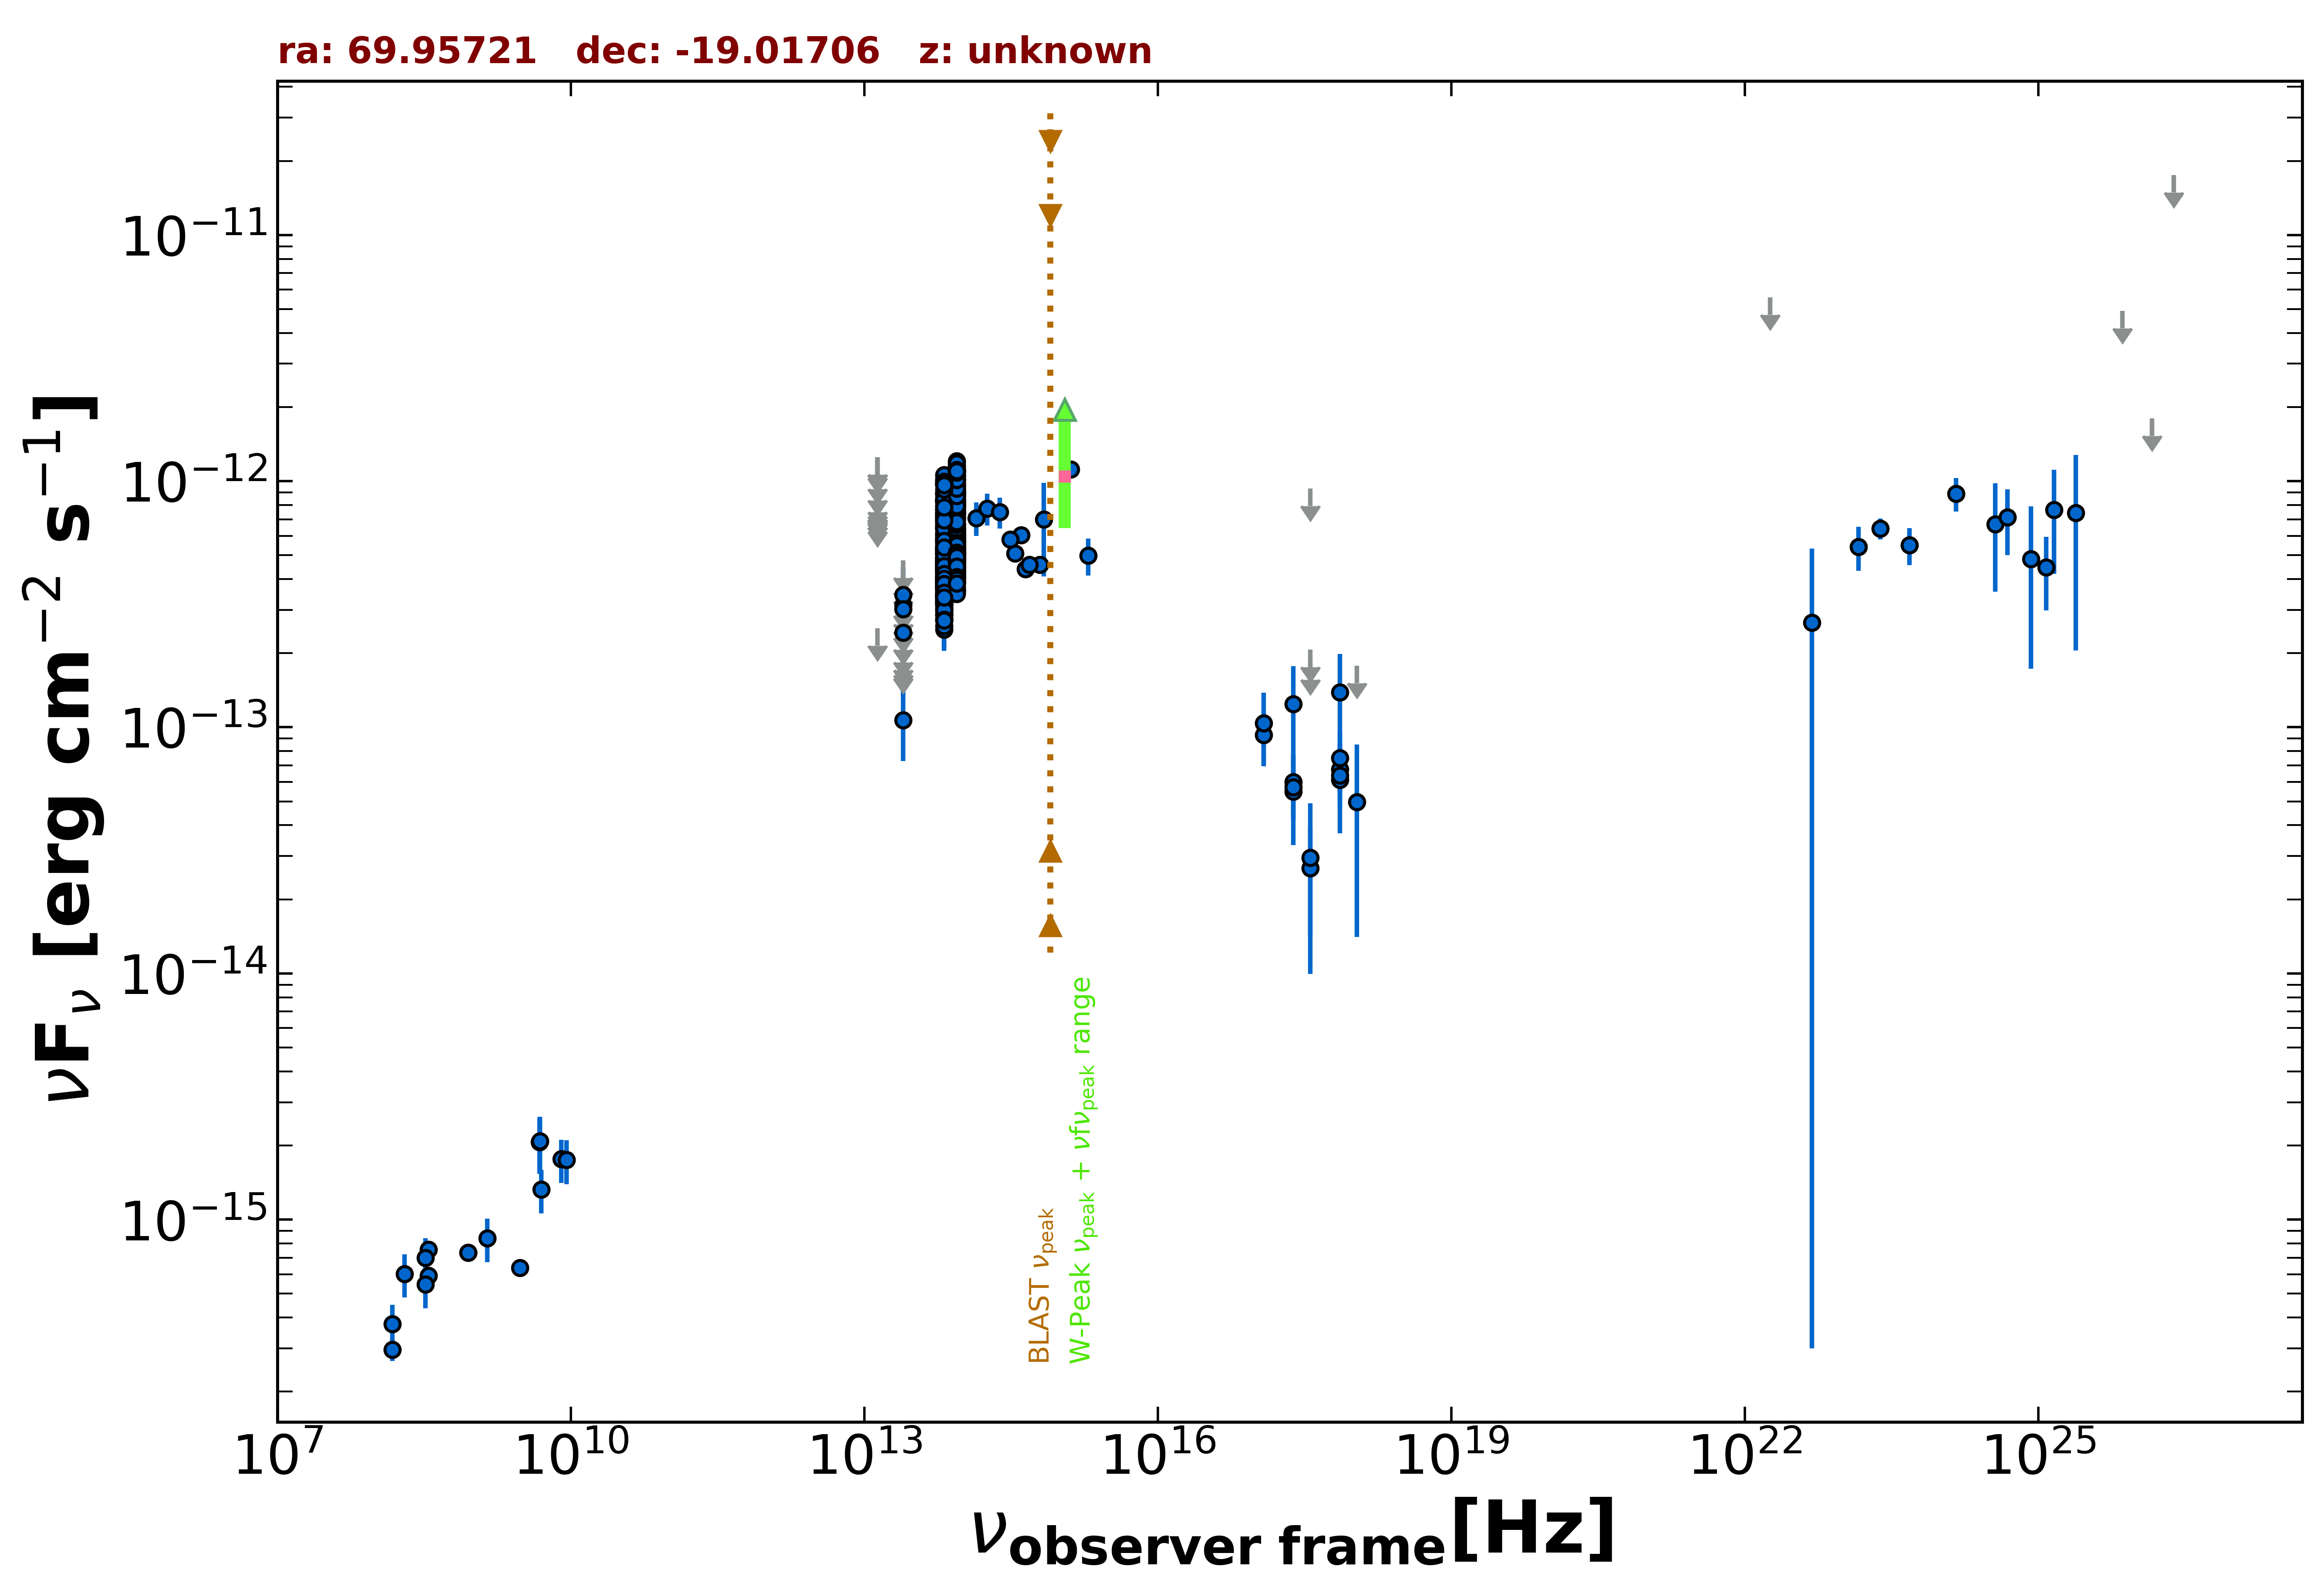 ra: 69.95721   dec: -19.01706   z: unknown
νFν [erg cm−2 s−1]
10−11
10−12
10−13
10−14
10−15
BLAST νpeak
W-Peak νpeak + νfνpeak range
107 1010 1013 1016 1019 1022 1025
νobserver frame[Hz]